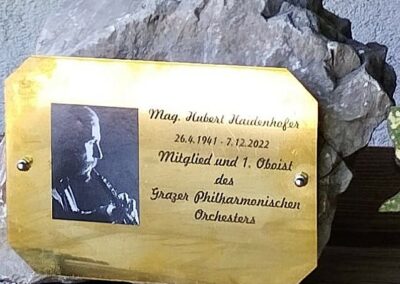 Mag. Hubert Haidenhofer
26.4.1941 - 7.12.2022
Mitglied und 1. Oboist
des
Grazer Philharmonischen
Orchesters